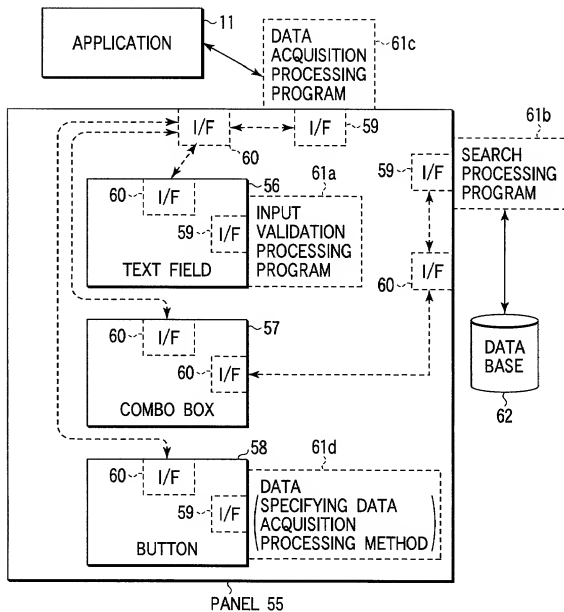 APPLICATION
11
DATA
ACQUISITION
PROCESSING
PROGRAM
61c
I/F
60
I/F
59
61b
SEARCH
PROCESSING
PROGRAM
59
I/F
I/F
60
DATA
BASE
62
56
60
I/F
59
I/F
TEXT FIELD
61a
INPUT
VALIDATION
PROCESSING
PROGRAM
57
60
I/F
60
I/F
COMBO BOX
58
60
I/F
59
I/F
BUTTON
61d
DATA
(SPECIFYING DATA
ACQUISITION
PROCESSING METHOD)
PANEL 55